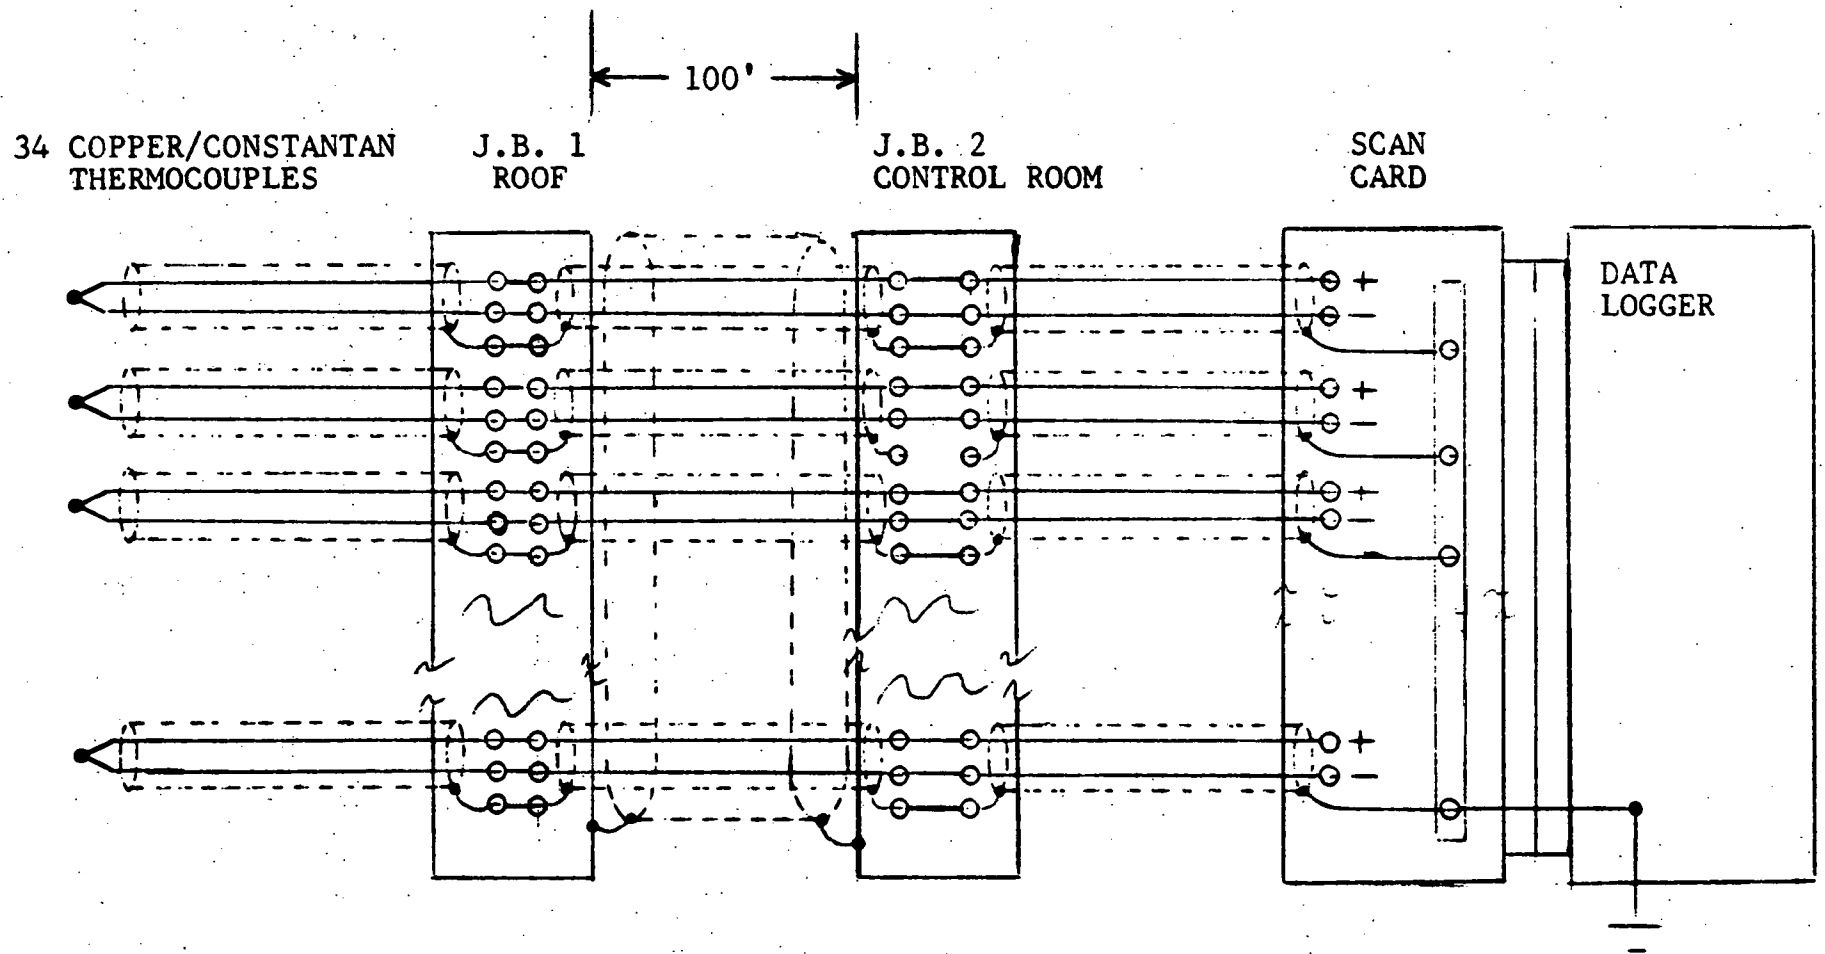 100'
34 COPPER/CONSTANTAN
THERMOCOUPLES
J.B. 1
ROOF
J.B. 2
CONTROL ROOM
SCAN
CARD
DATA
LOGGER
+
−
+
−
+
−
+
−